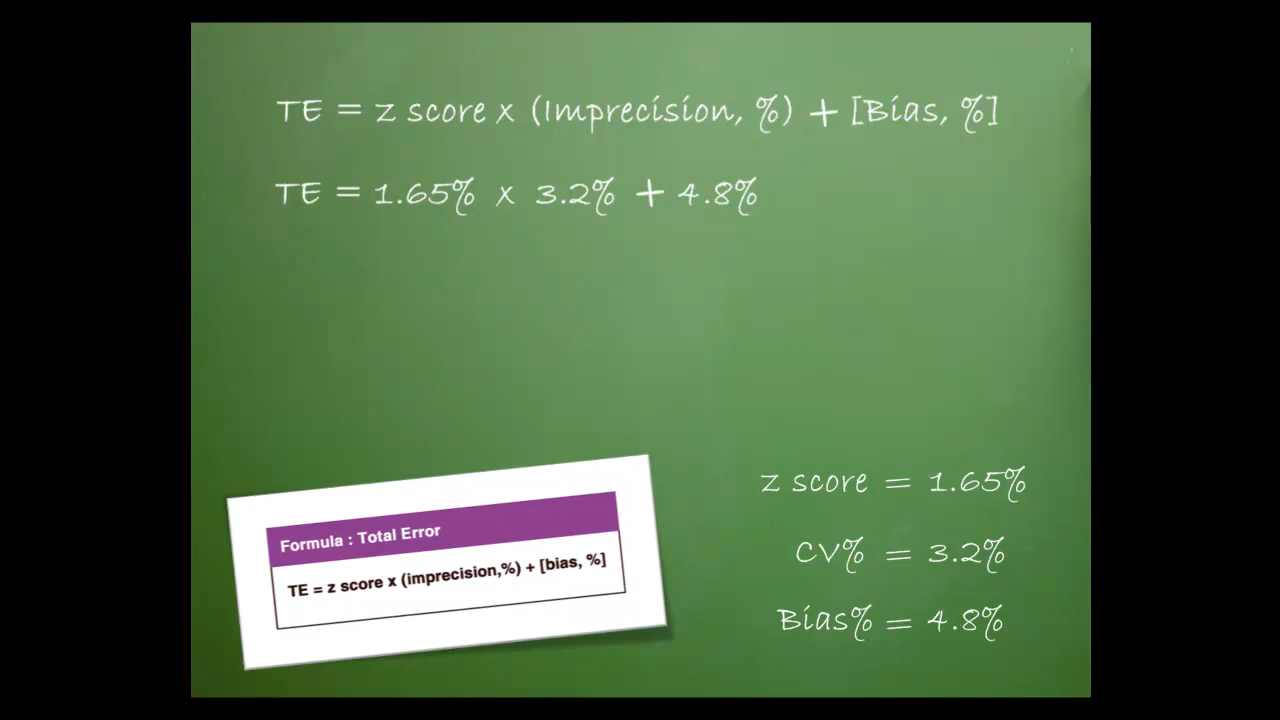 TE = z score x (Imprecision, %) + [Bias, %]
TE = 1.65% x 3.2% + 4.8%
Formula : Total Error
TE = z score x (imprecision,%) + [bias, %]
z score = 1.65%
CV% = 3.2%
Bias% = 4.8%